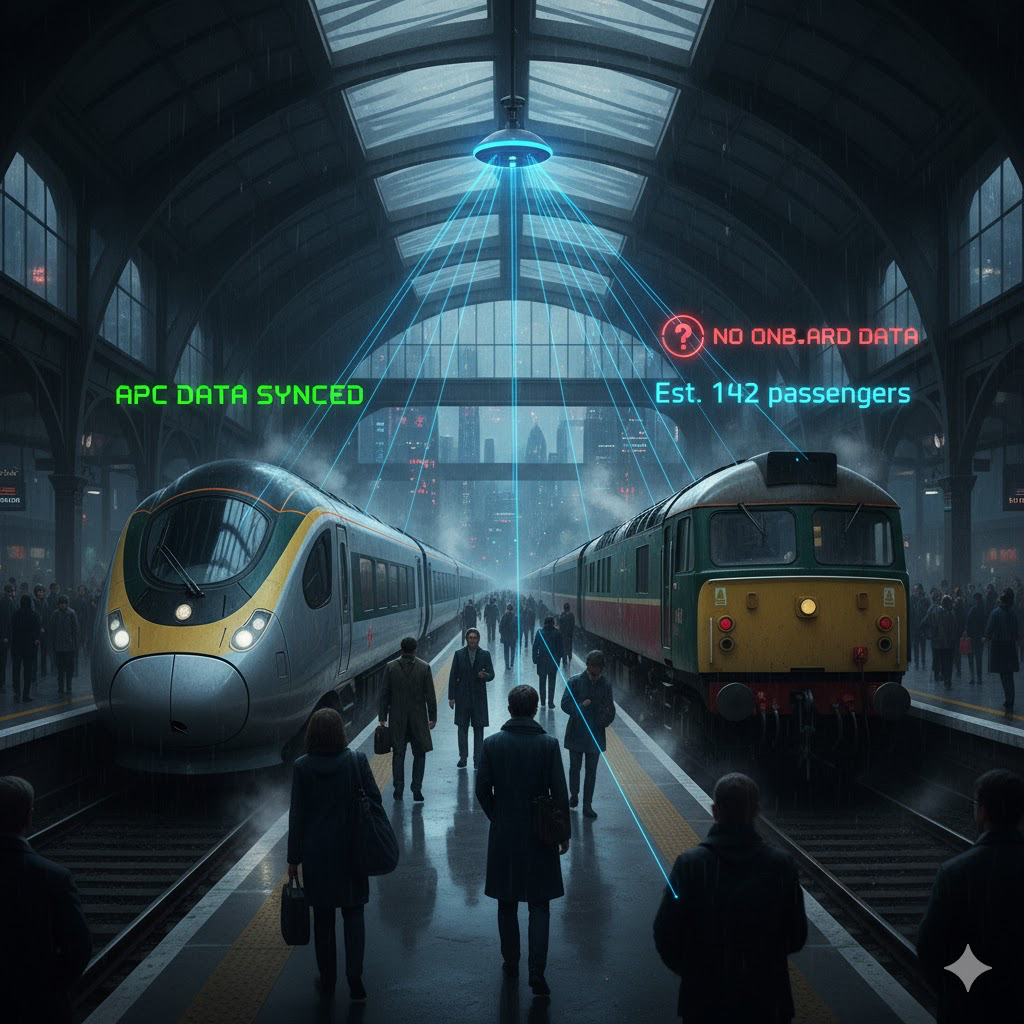 NO ONB.ARD DATA
APC DATA SYNCED
Est. 142 passengers